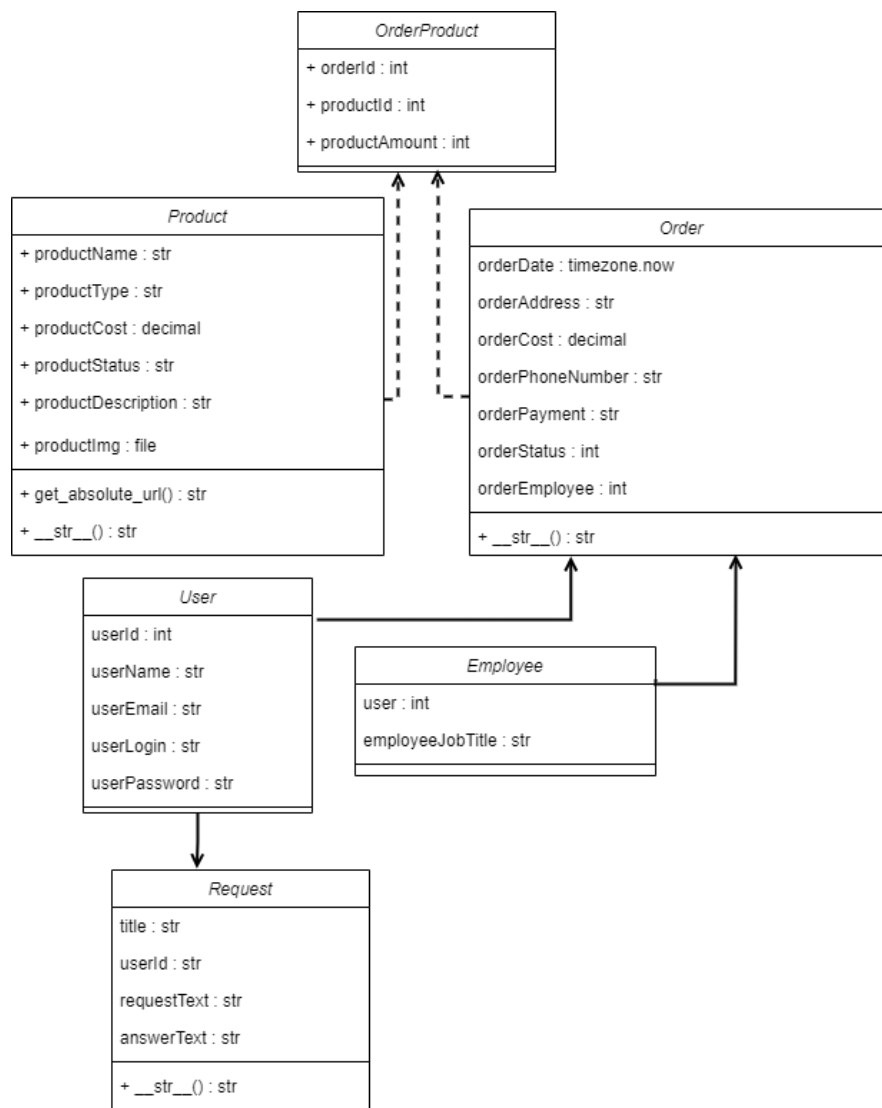 OrderProduct
+ orderId : int
+ productId : int
+ productAmount : int
Product
+ productName : str
+ productType : str
+ productCost : decimal
+ productStatus : str
+ productDescription : str
+ productImg : file
+ get_absolute_url() : str
+ __str__() : str
Order
orderDate : timezone.now
orderAddress : str
orderCost : decimal
orderPhoneNumber : str
orderPayment : str
orderStatus : int
orderEmployee : int
+ __str__() : str
User
userId : int
userName : str
userEmail : str
userLogin : str
userPassword : str
Employee
user : int
employeeJobTitle : str
Request
title : str
userId : str
requestText : str
answerText : str
+ __str__() : str